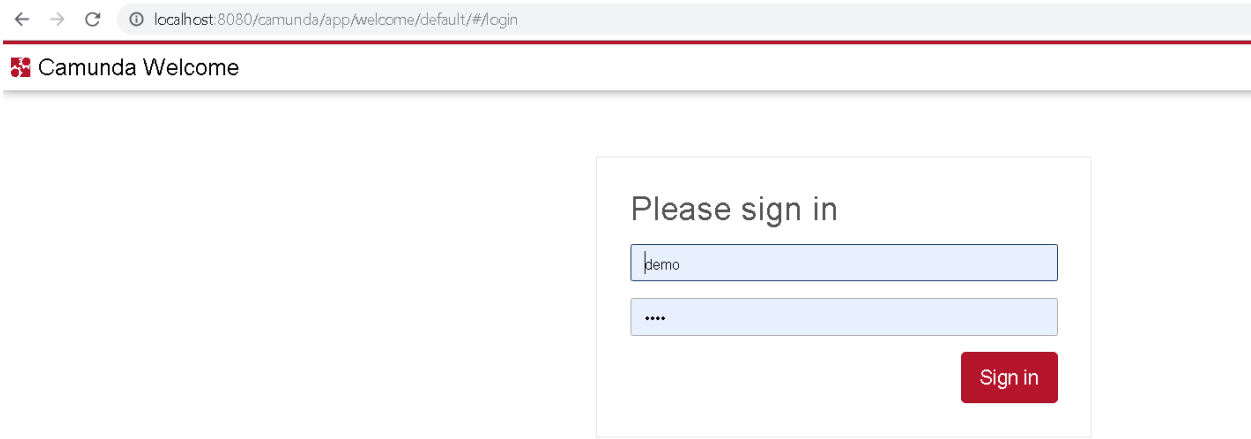 localhost:8080/camunda/app/welcome/default/#/login
Camunda Welcome
Please sign in
demo
••••
Sign in